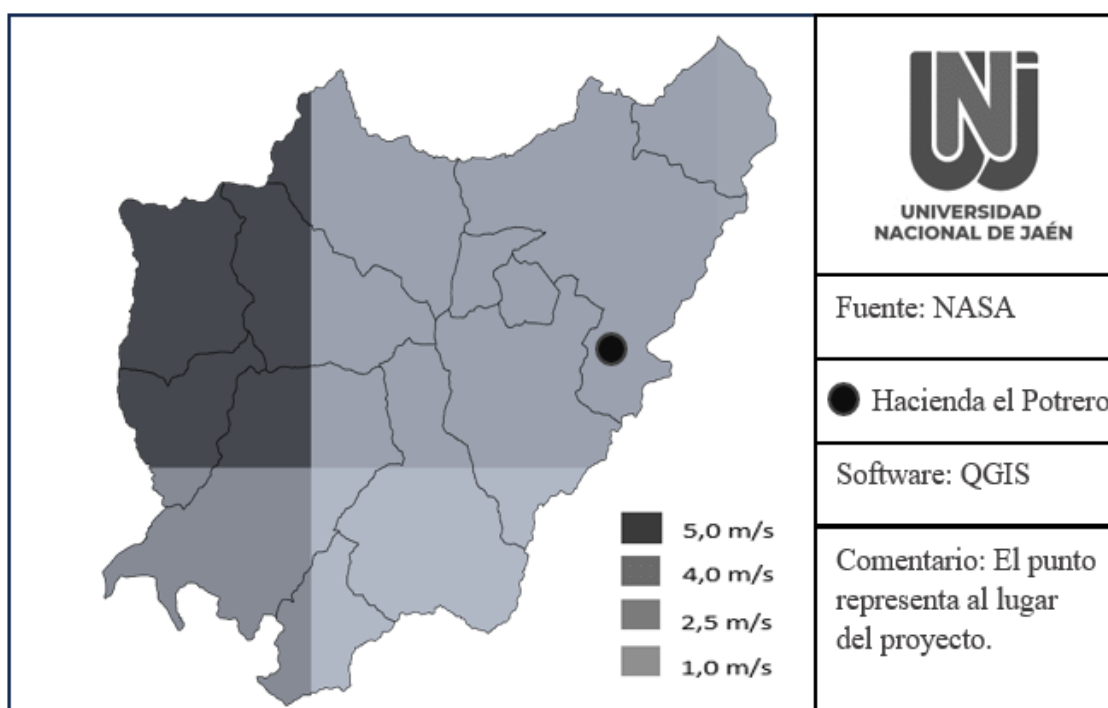 UNJ
UNIVERSIDAD
NACIONAL DE JAÉN
Fuente: NASA
Hacienda el Potrero
Software: QGIS
Comentario: El punto
representa al lugar
del proyecto.
5,0 m/s
4,0 m/s
2,5 m/s
1,0 m/s